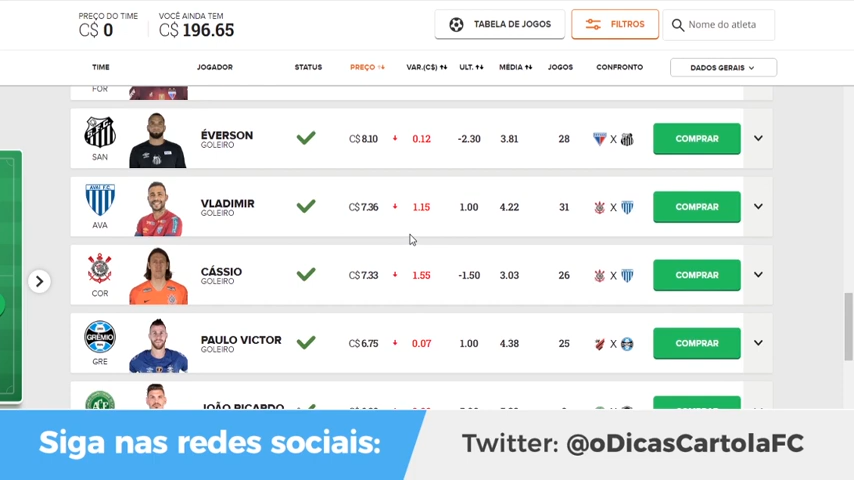 PREÇO DO TIME
C$ 0
VOCÊ AINDA TEM
C$ 196.65
TABELA DE JOGOS
FILTROS
Nome do atleta
TIME JOGADOR STATUS PREÇO VAR.(C$) ULT. MÉDIA JOGOS CONFRONTO DADOS GERAIS
FOR
SAN ÉVERSON GOLEIRO C$ 8.10 0.12 -2.30 3.81 28 X COMPRAR
AVAÍ F.C.
AVA VLADIMIR GOLEIRO C$ 7.36 1.15 1.00 4.22 31 X COMPRAR
COR CÁSSIO GOLEIRO C$ 7.33 1.55 -1.50 3.03 26 X COMPRAR
GRÊMIO
GRE PAULO VICTOR GOLEIRO C$ 6.75 0.07 1.00 4.38 25 X COMPRAR
JOÃO RICARDO
Siga nas redes sociais:
Twitter: @oDicasCartolaFC